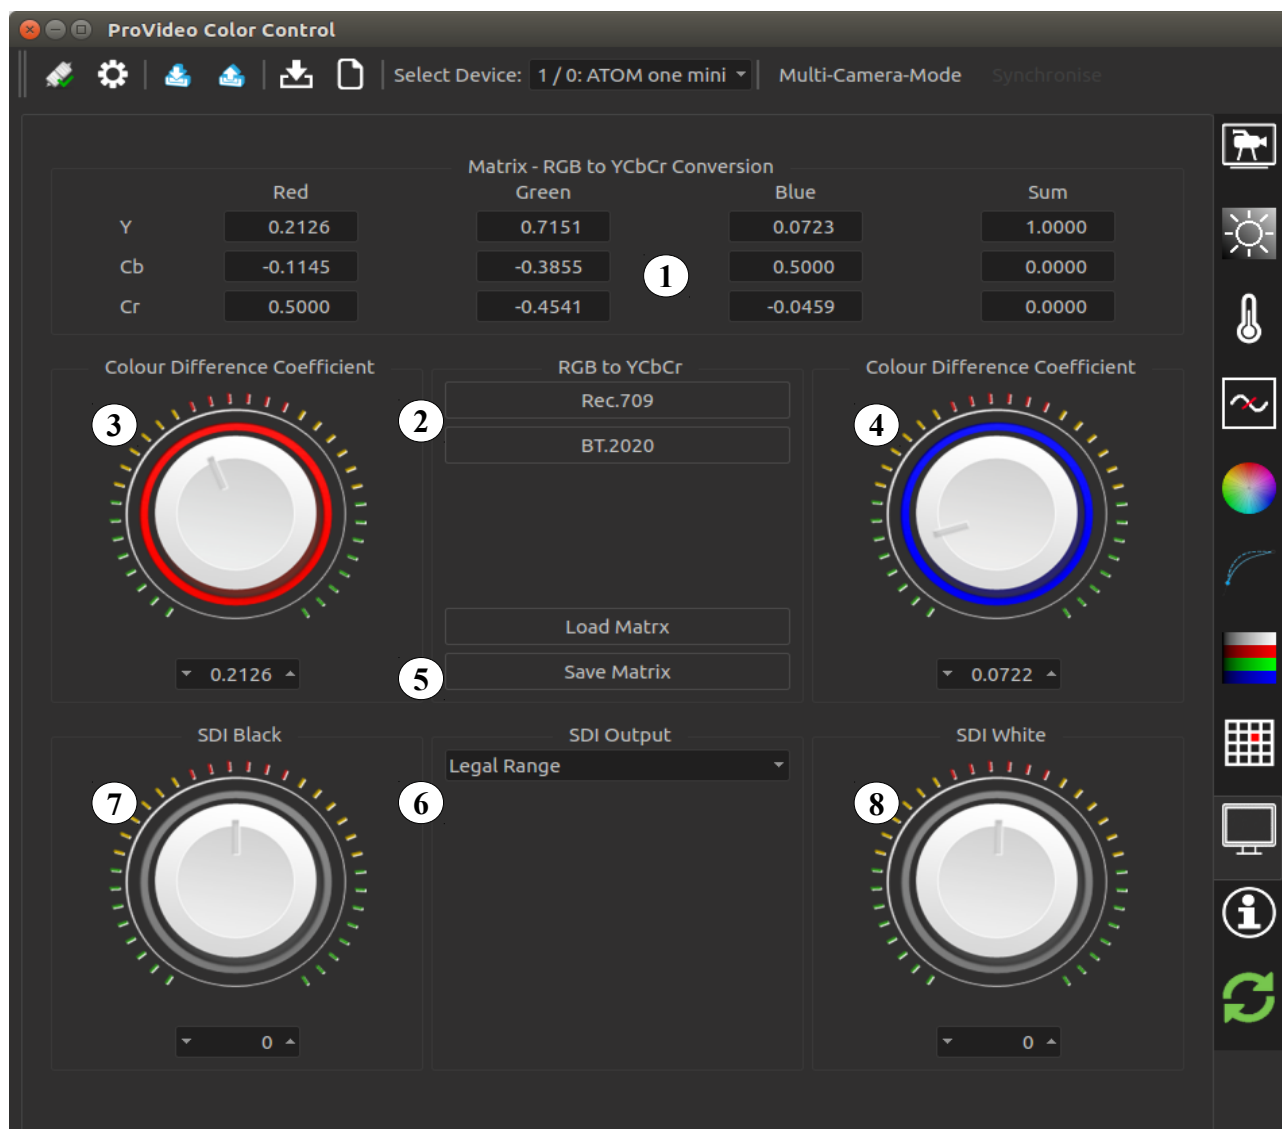 ProVideo Color Control
Select Device: 1 / 0: ATOM one mini Multi-Camera-Mode Synchronise
Matrix - RGB to YCbCr Conversion
Red Green Blue Sum
Y 0.2126 0.7151 0.0723 1.0000
Cb -0.1145 -0.3855 0.5000 0.0000
1
Cr 0.5000 -0.4541 -0.0459 0.0000
Colour Difference Coefficient RGB to YCbCr Colour Difference Coefficient
Rec.709
3 2 4
BT.2020
Load Matrx
0.2126 5 Save Matrix 0.0722
SDI Black SDI Output SDI White
Legal Range
7 6 8
0 0